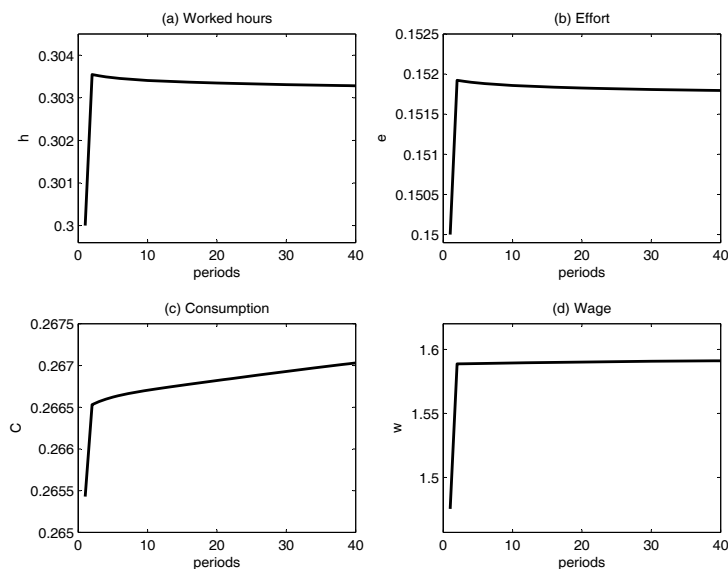 (a) Worked hours
0.304
0.303
0.302
0.301
0.3
h
0 10 20 30 40
periods
(b) Effort
0.1525
0.152
0.1515
0.151
0.1505
0.15
e
0 10 20 30 40
periods
(c) Consumption
0.2675
0.267
0.2665
0.266
0.2655
0.265
C
0 10 20 30 40
periods
(d) Wage
1.6
1.55
1.5
w
0 10 20 30 40
periods